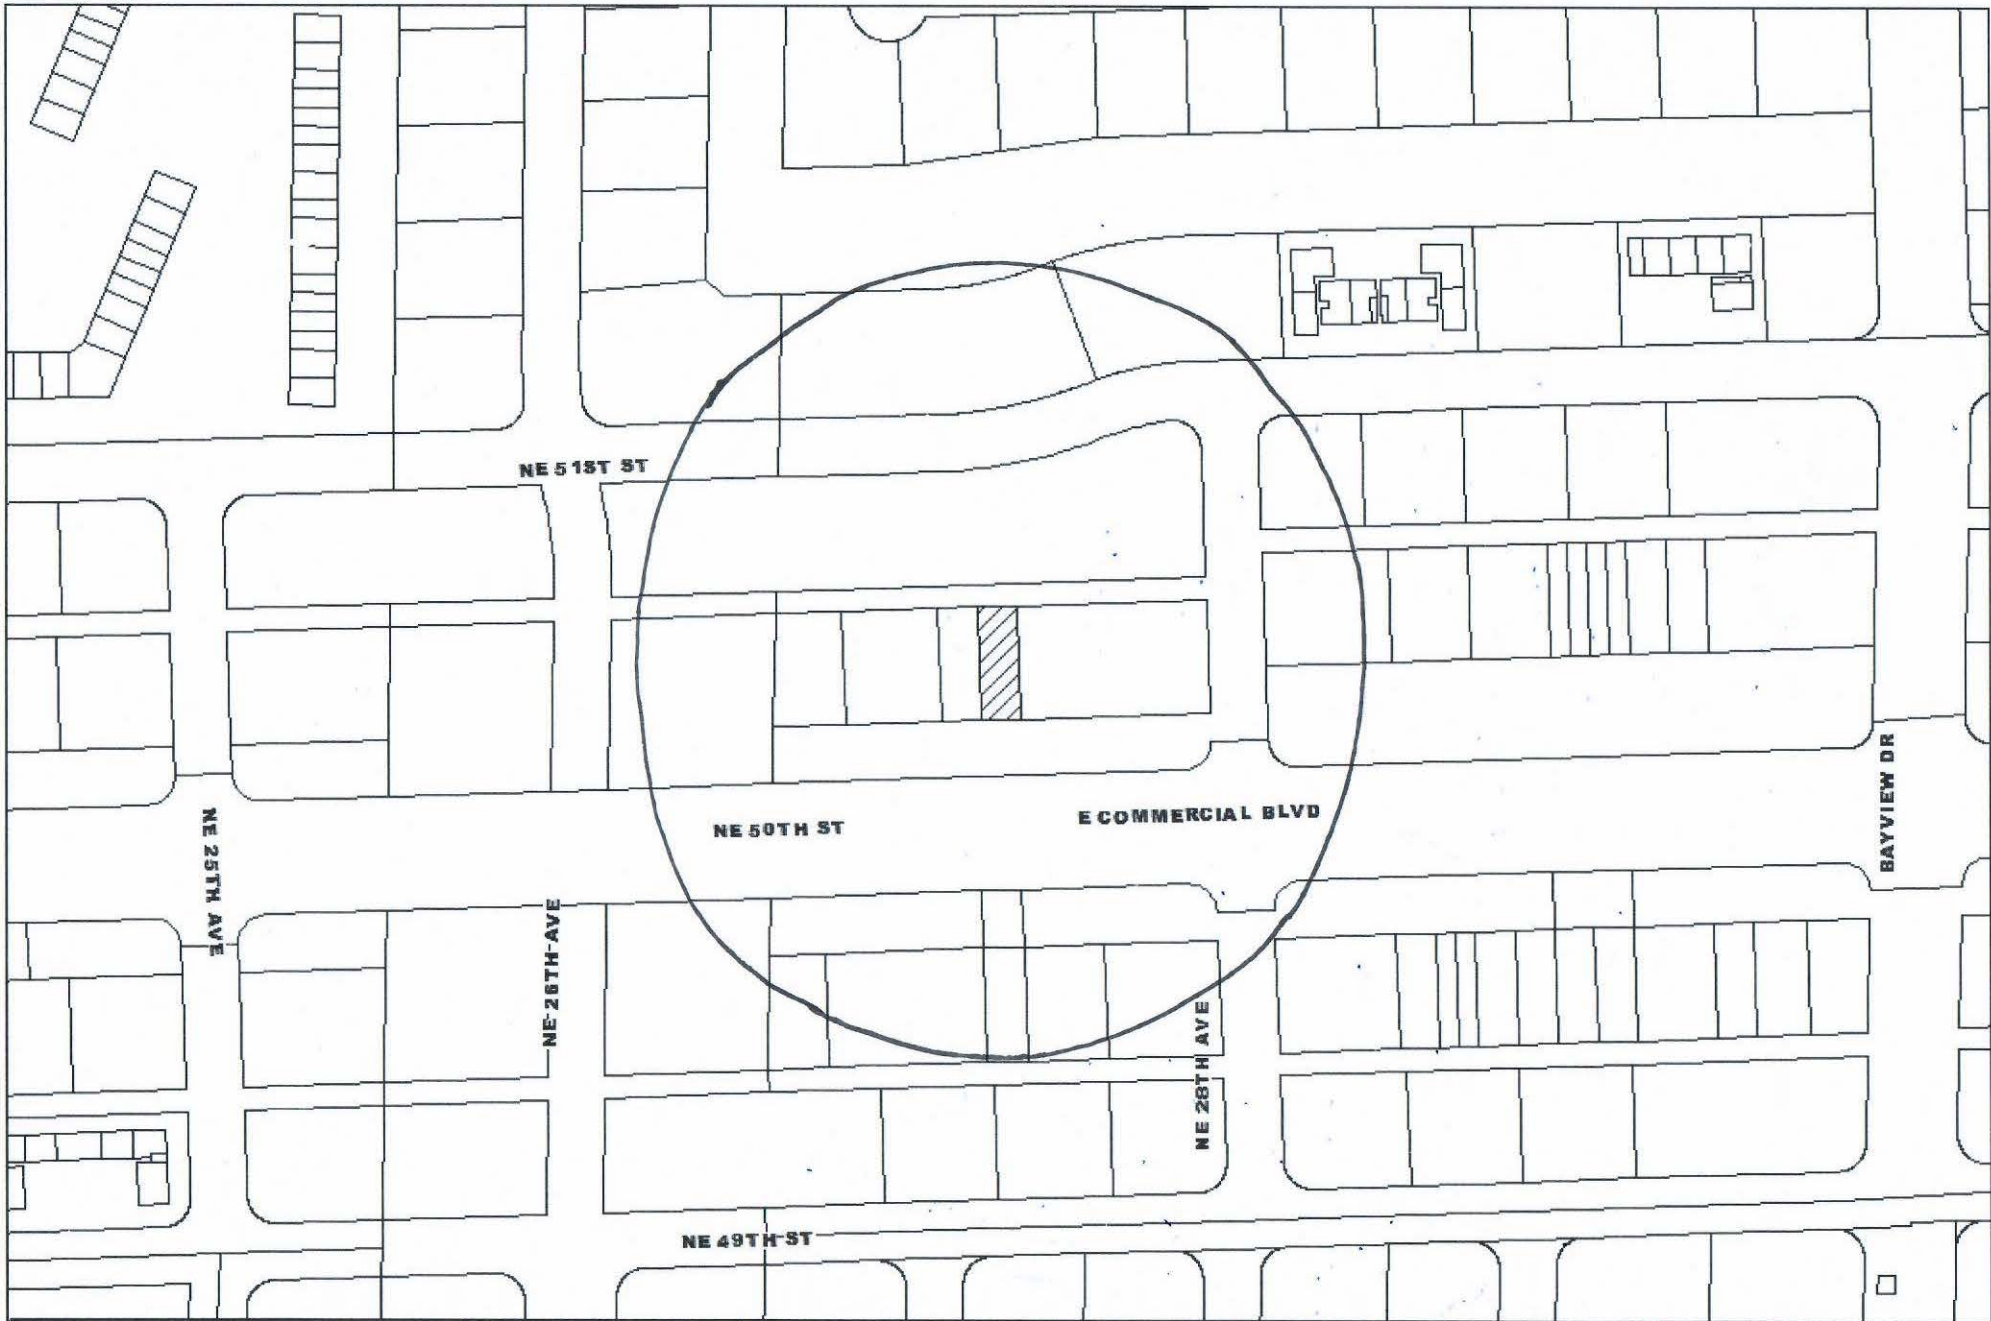 NE 51ST ST
BAYVIEW DR
E COMMERCIAL BLVD
NE 50TH ST
NE 25TH AVE
NE 26TH AVE
NE 28TH AVE
NE 49TH ST